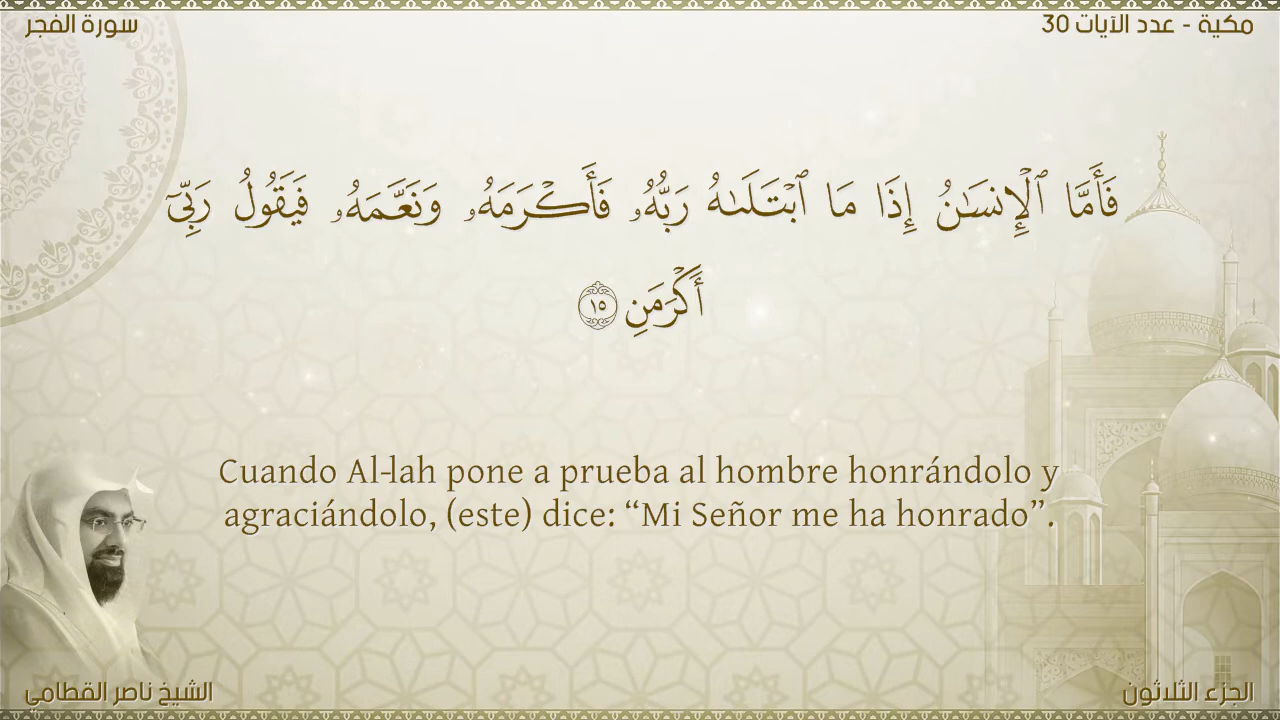 مكية - عدد الآيات 30
سورة الفجر
فَأَمَّا ٱلْإِنسَـٰنُ إِذَا مَا ٱبْتَلَىٰهُ رَبُّهُۥ فَأَكْرَمَهُۥ وَنَعَّمَهُۥ فَيَقُولُ رَبِّىٓ
أَكْرَمَنِ ١٥
Cuando Al-lah pone a prueba al hombre honrándolo y
agraciándolo, (este) dice: “Mi Señor me ha honrado”.
الجزء الثلاثون
الشيخ ناصر القطامي